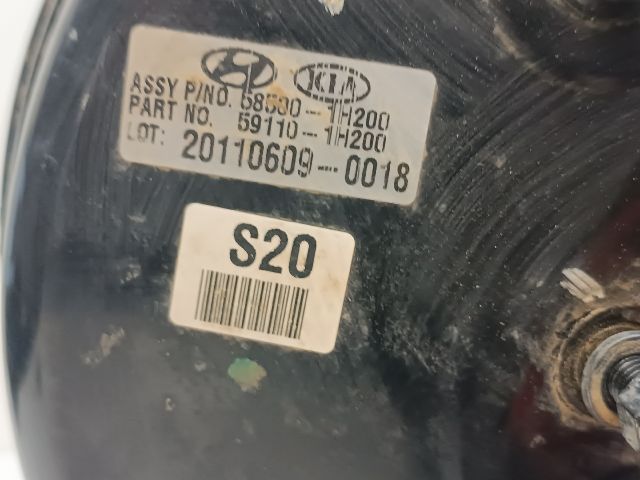 KIA
ASSY P/NO. 58500-1H200
PART NO. 59110-1H200
LOT: 20110609-0018
S20